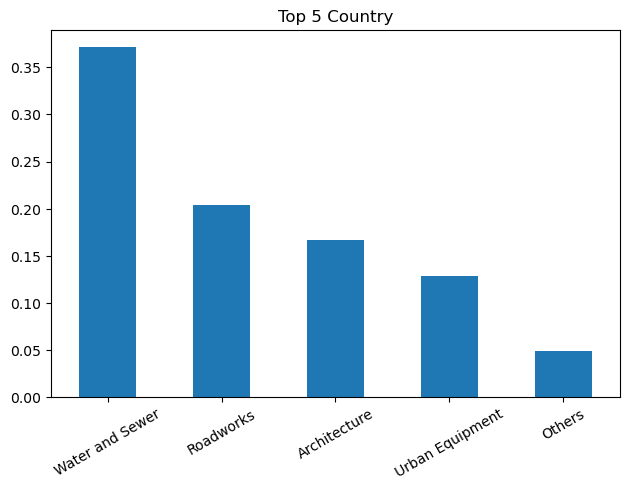 Top 5 Country
0.35
0.30
0.25
0.20
0.15
0.10
0.05
0.00
Water and Sewer
Roadworks
Architecture
Urban Equipment
Others